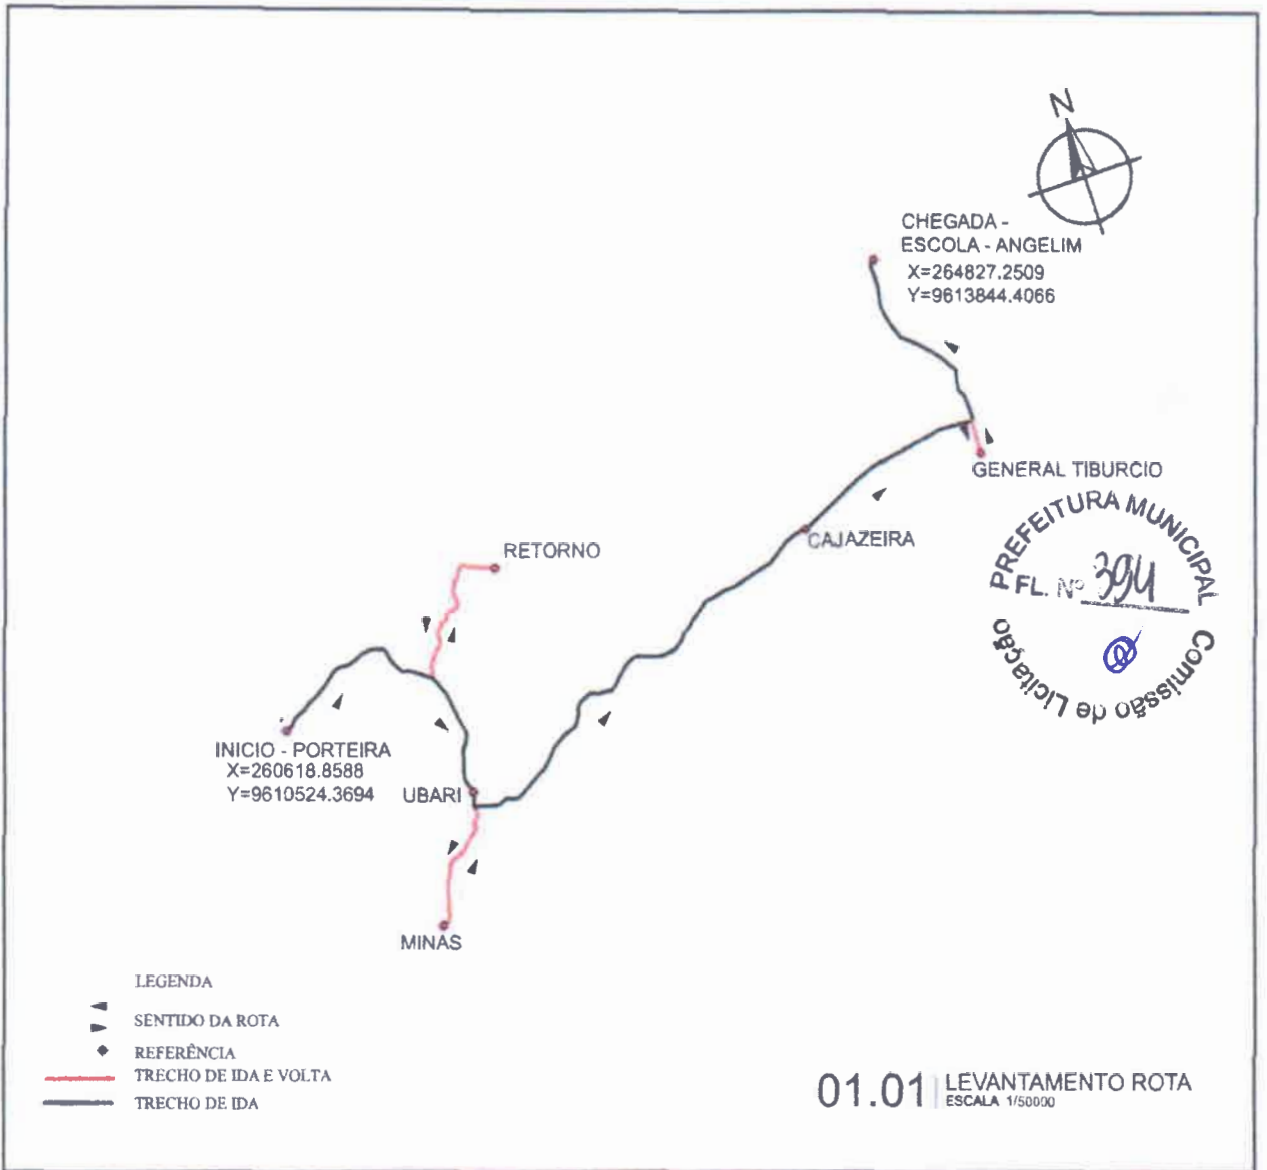 N
CHEGADA -
ESCOLA - ANGELIM
X=264827.2509
Y=9613844.4066
GENERAL TIBURCIO
CAJAZEIRA
RETORNO
PREFEITURA MUNICIPAL
FL. Nº 394
Comissão de Licitação
INICIO - PORTEIRA
X=260618.8588
Y=9610524.3694
UBARI
MINAS
LEGENDA
SENTIDO DA ROTA
REFERÊNCIA
TRECHO DE IDA E VOLTA
TRECHO DE IDA
01.01 LEVANTAMENTO ROTA
ESCALA 1/50000